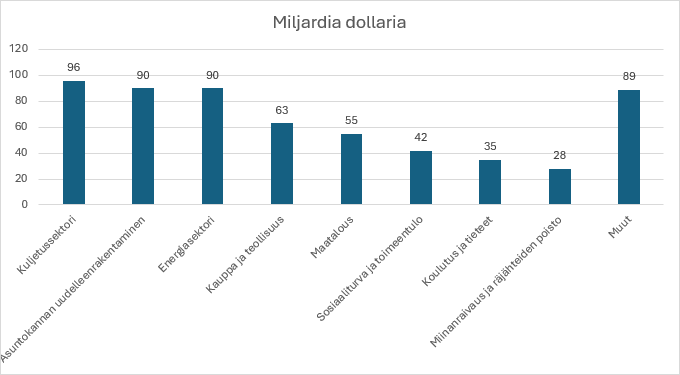 Miljardia dollaria
120
100
80
60
40
20
0
96
90
90
63
55
42
35
28
89
Kuljetussektori
Asuntokannan uudelleenrakentaminen
Energiasektori
Kauppa ja teollisuus
Maatalous
Sosiaaliturva ja toimeentulo
Koulutus ja tieteet
Miinanraivaus ja räjähteiden poisto
Muut